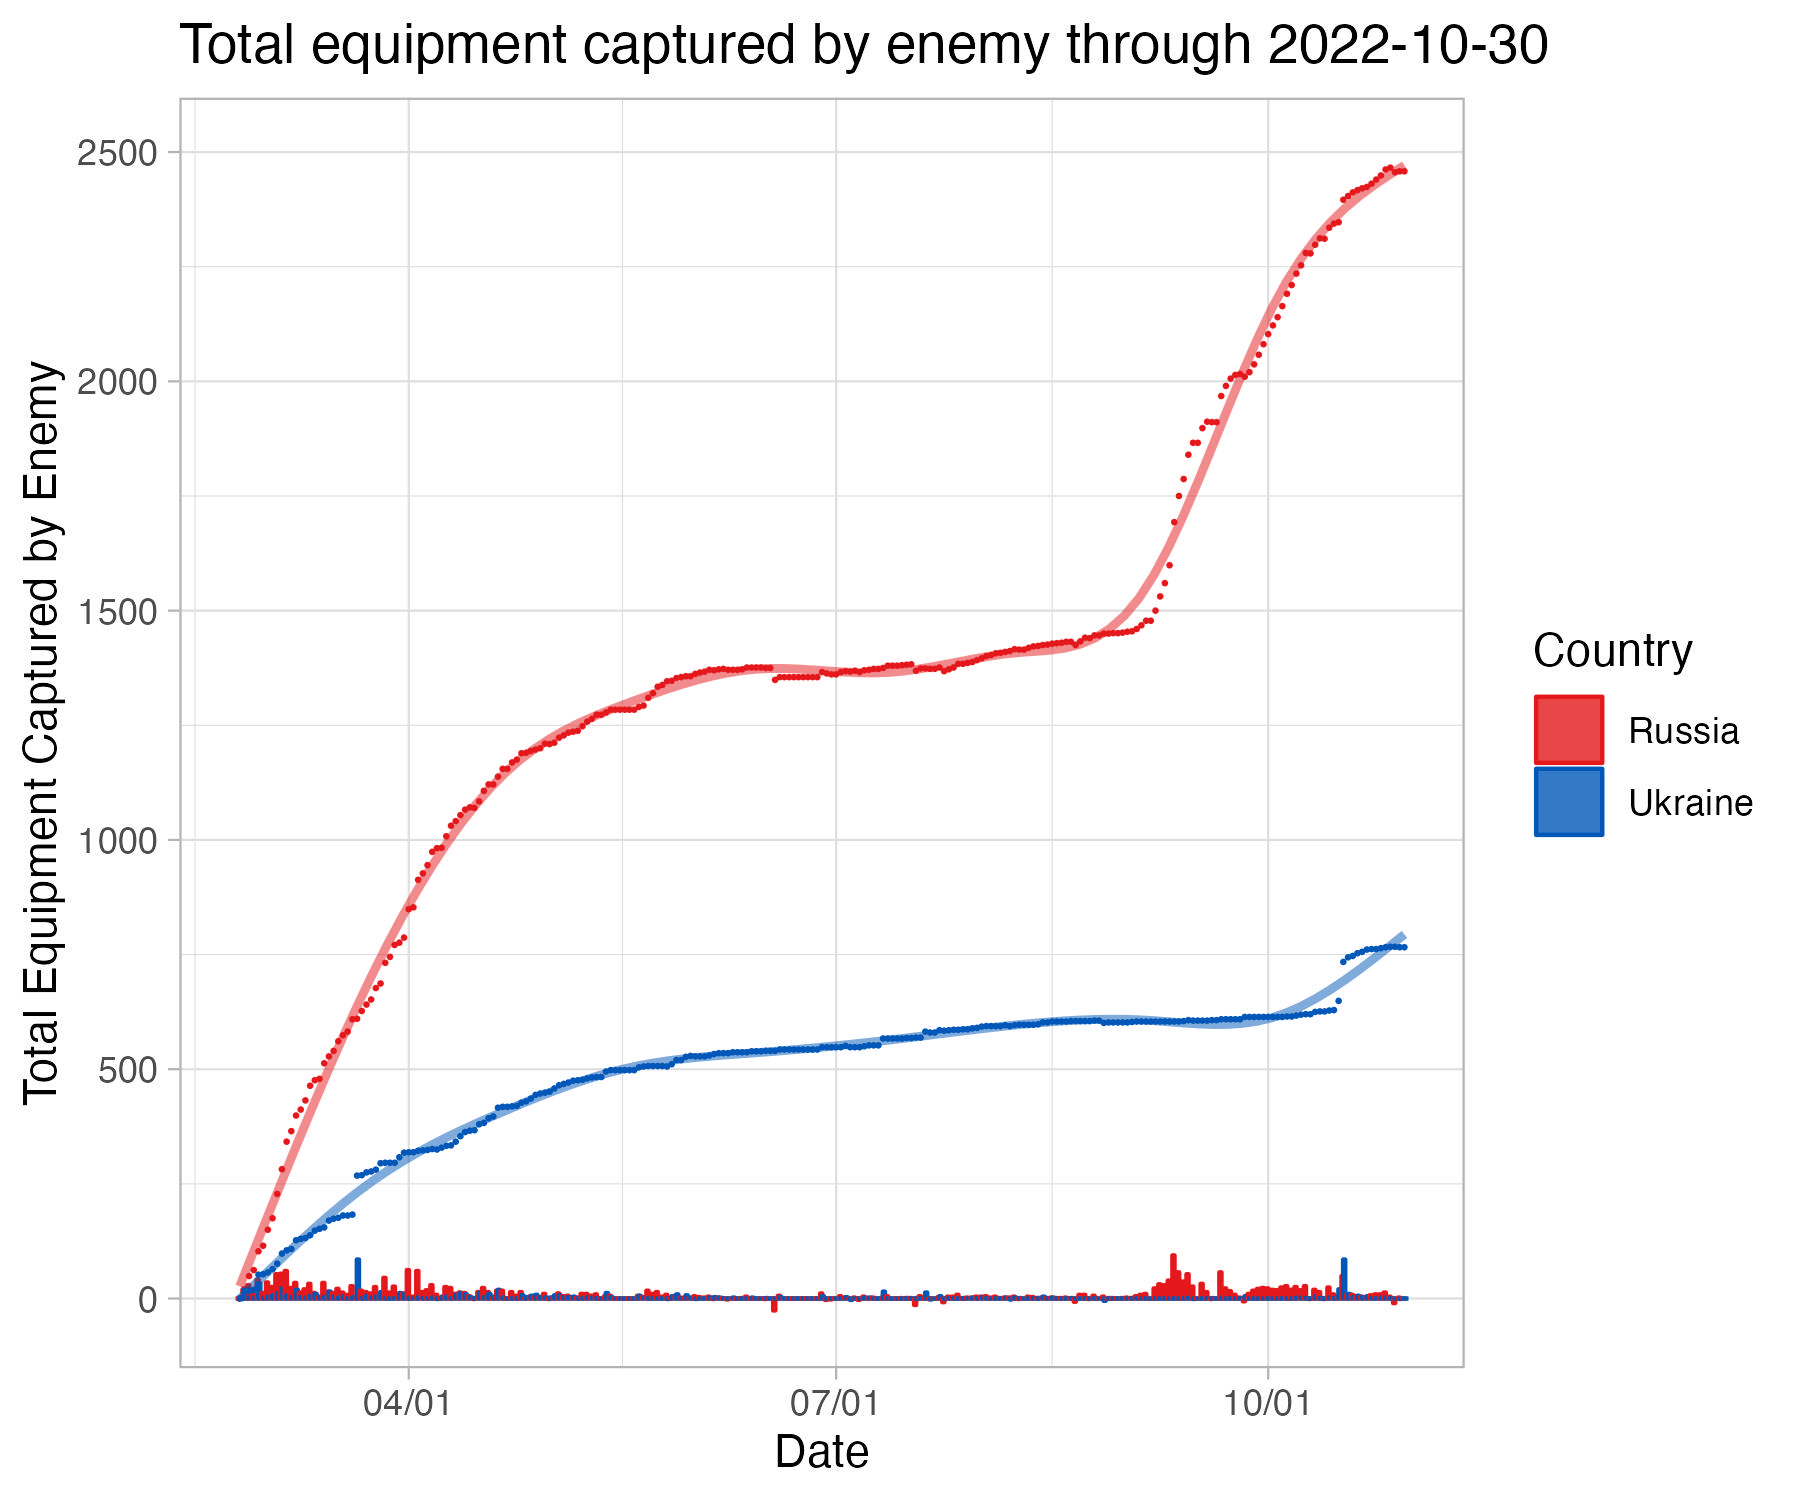 Total equipment captured by enemy through 2022-10-30
Total Equipment Captured by Enemy
2500
2000
1500
1000
500
0
04/01
07/01
10/01
Date
Country
Russia
Ukraine